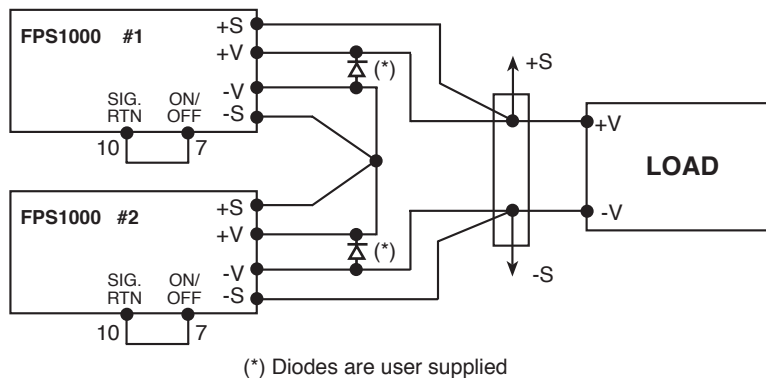 FPS1000 #1
+S
+V
-V
-S
SIG. RTN
ON/ OFF
10
7
(*)
FPS1000 #2
+S
+V
-V
-S
SIG. RTN
ON/ OFF
10
7
(*)
+S
-S
+V
LOAD
-V
(*) Diodes are user supplied